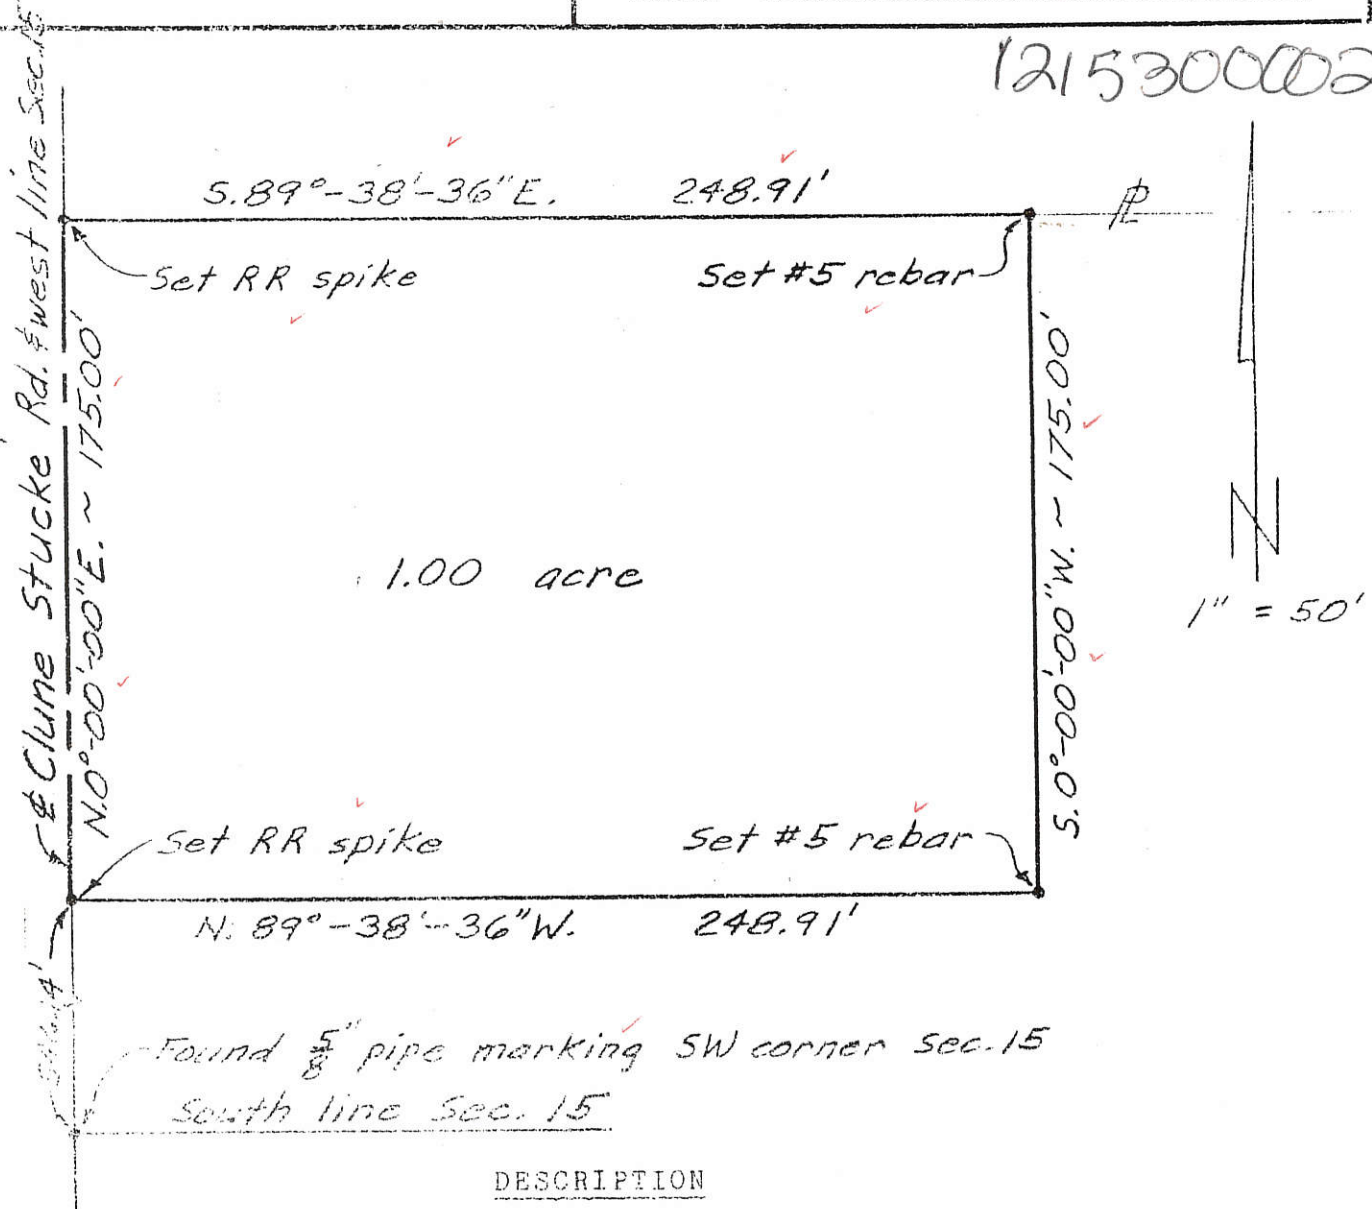 1215300002
S.89°-38'-36"E. 248.91'
℄ Clune Stucke Rd. & west line Sec. 15
N.0°-00'-00"E. ~ 175.00'
Set RR spike
Set #5 rebar
⅊
S.0°-00'-00"W. ~ 175.00'
1.00 acre
N
1" = 50'
Set RR spike
Set #5 rebar
N. 89°-38'-36"W. 248.91'
Found 5/8" pipe marking SW corner Sec. 15
South line Sec. 15
DESCRIPTION